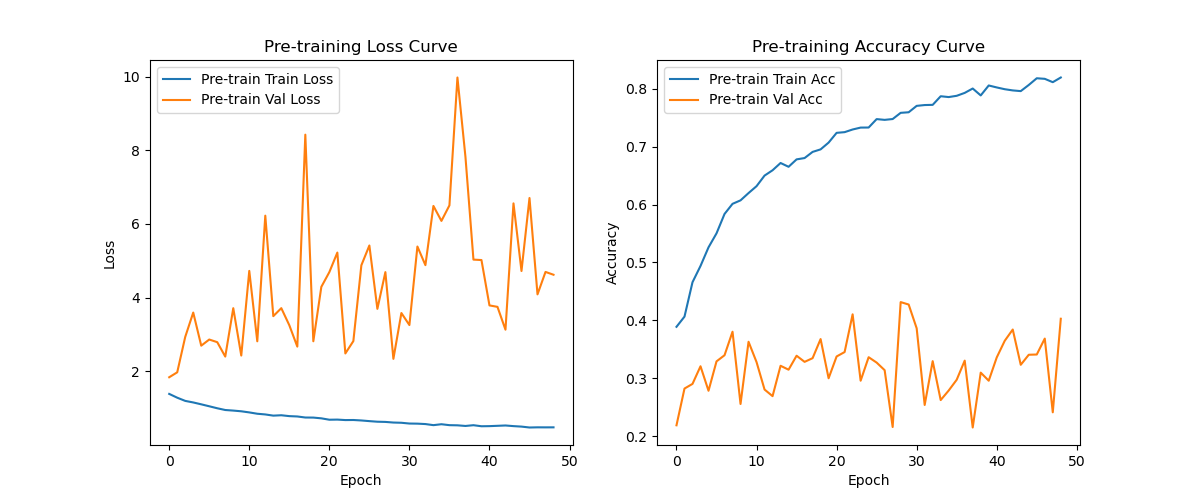 Pre-training Loss Curve
Pre-train Train Loss
Pre-train Val Loss
10
8
6
4
2
Loss
0
10
20
30
40
50
Epoch
Pre-training Accuracy Curve
Pre-train Train Acc
Pre-train Val Acc
0.8
0.7
0.6
0.5
0.4
0.3
0.2
Accuracy
0
10
20
30
40
50
Epoch